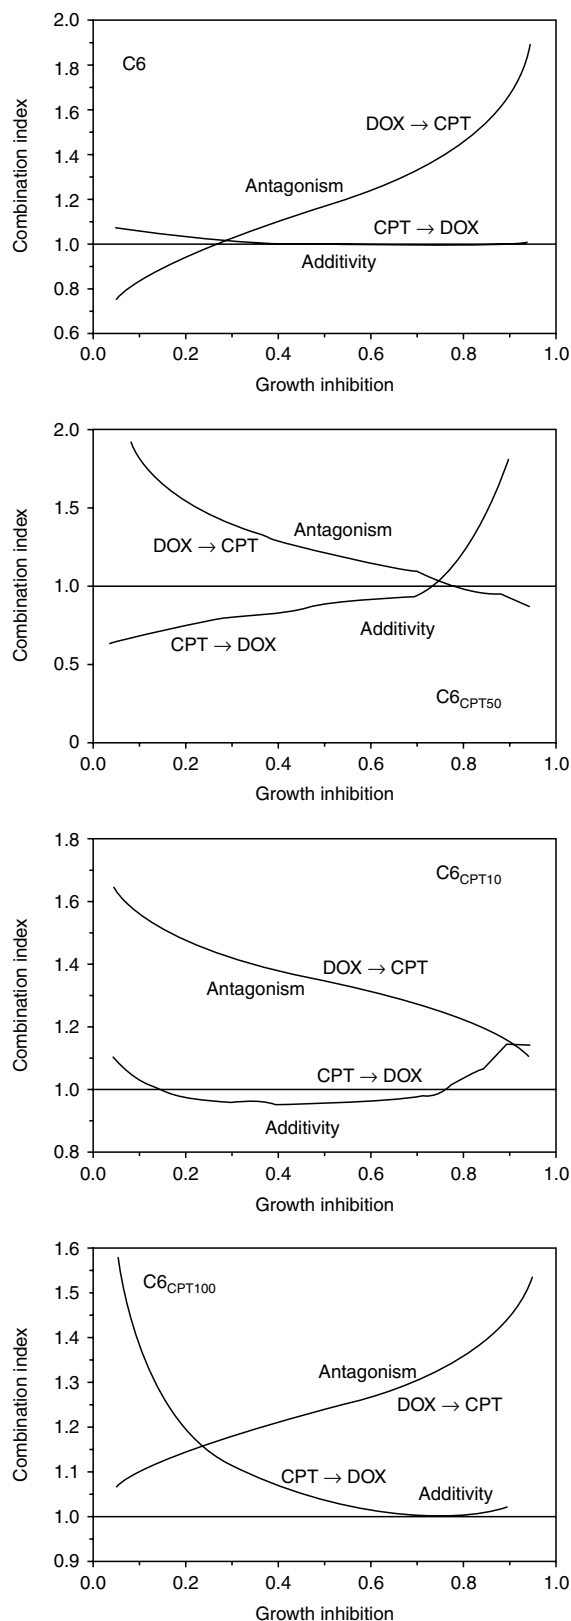 2.0
C6
1.8
DOX → CPT
1.6
1.4
Antagonism
1.2
CPT → DOX
1.0
Additivity
0.8
0.6
0.0 0.2 0.4 0.6 0.8 1.0
Combination index
Growth inhibition
2.0
1.5
Antagonism
DOX → CPT
1.0
Additivity
CPT → DOX
0.5
C6CPT50
0
0.0 0.2 0.4 0.6 0.8 1.0
Combination index
Growth inhibition
1.8
C6CPT10
1.6
1.4
DOX → CPT
Antagonism
1.2
CPT → DOX
1.0
Additivity
0.8
0.0 0.2 0.4 0.6 0.8 1.0
Combination index
Growth inhibition
1.6
C6CPT100
1.5
1.4
Antagonism
1.3
DOX → CPT
1.2
1.1
CPT → DOX
Additivity
1.0
0.9
0.0 0.2 0.4 0.6 0.8 1.0
Combination index
Growth inhibition